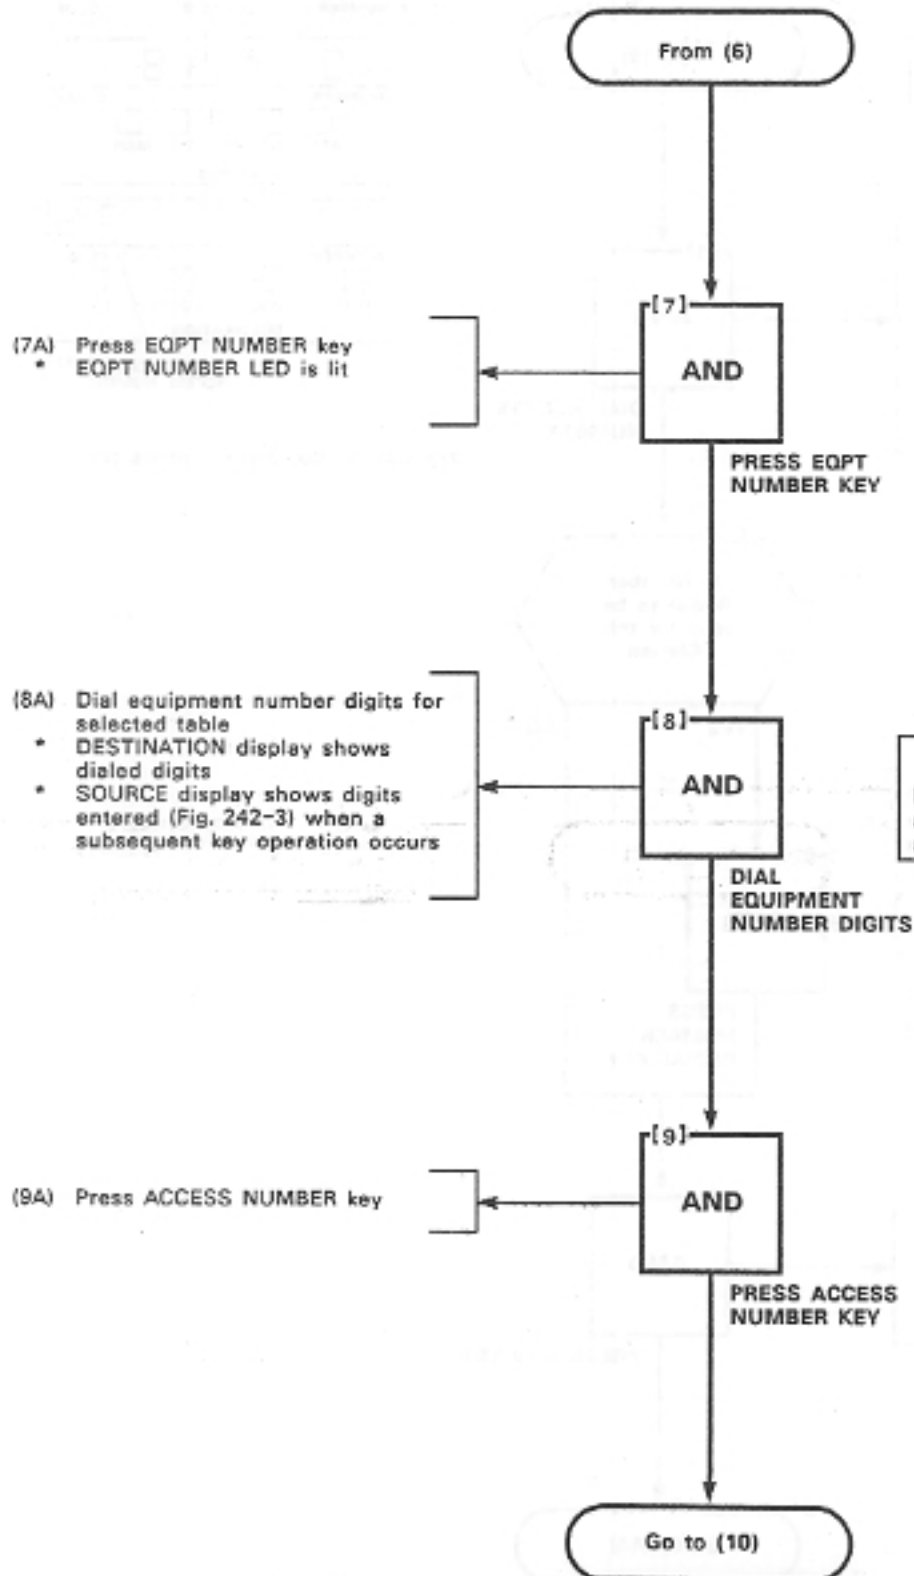 From (6)
[7]
(7A) Press EQPT NUMBER key
* EQPT NUMBER LED is lit
AND
PRESS EQPT
NUMBER KEY
(8A) Dial equipment number digits for
selected table
* DESTINATION display shows
dialed digits
* SOURCE display shows digits
entered (Fig. 242-3) when a
subsequent key operation occurs
[8]
AND
DIAL
EQUIPMENT
NUMBER DIGITS
[9]
(9A) Press ACCESS NUMBER key
AND
PRESS ACCESS
NUMBER KEY
Go to (10)